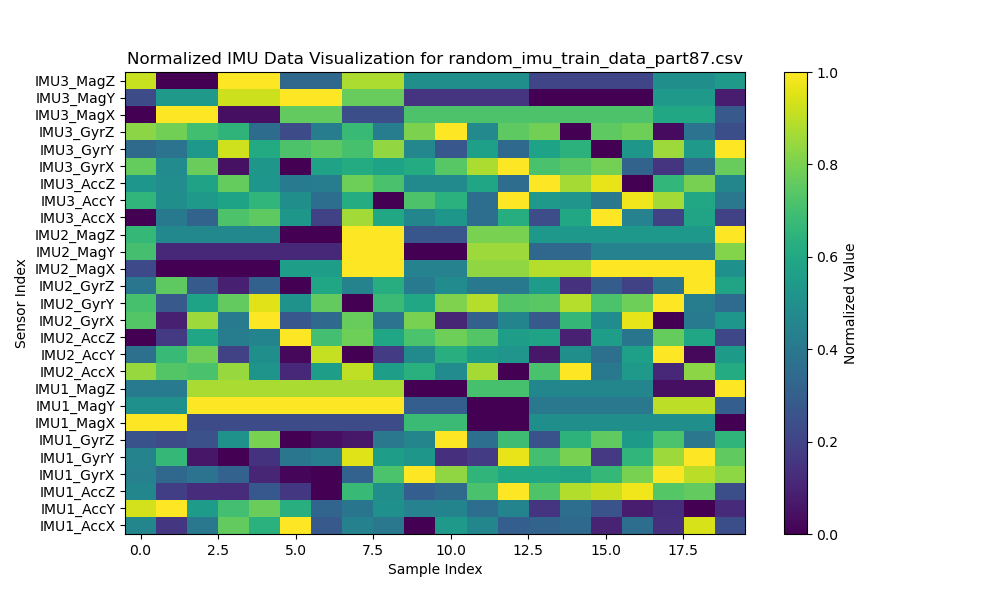 Normalized IMU Data Visualization for random_imu_train_data_part87.csv
IMU3_MagZ
IMU3_MagY
IMU3_MagX
IMU3_GyrZ
IMU3_GyrY
IMU3_GyrX
IMU3_AccZ
IMU3_AccY
IMU3_AccX
IMU2_MagZ
IMU2_MagY
IMU2_MagX
IMU2_GyrZ
IMU2_GyrY
IMU2_GyrX
IMU2_AccZ
IMU2_AccY
IMU2_AccX
IMU1_MagZ
IMU1_MagY
IMU1_MagX
IMU1_GyrZ
IMU1_GyrY
IMU1_GyrX
IMU1_AccZ
IMU1_AccY
IMU1_AccX
Sensor Index
0.0 2.5 5.0 7.5 10.0 12.5 15.0 17.5
Sample Index
1.0
0.8
0.6
0.4
0.2
0.0
Normalized Value